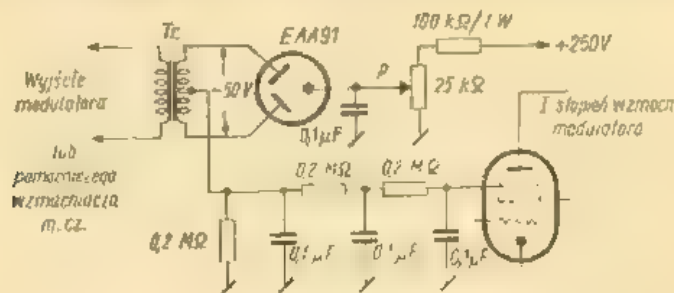 Tr.
EAA91
100 kΩ/1 W
+250V
Wyjście
modulatora
50V
P
25 kΩ
0,1µF
I stopień wzmocn
modulatora
lub
pomocniczego
wzmacniacza
m.cz.
0,2 MΩ
0,2 MΩ
0,2 MΩ
0,1µF
0,1µF
0,1µF